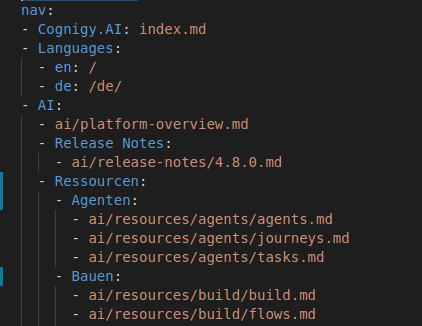 nav:
- Cognigy.AI: index.md
- Languages:
- en: /
- de: /de/
- AI:
- ai/platform-overview.md
- Release Notes:
- ai/release-notes/4.8.0.md
- Ressourcen:
- Agenten:
- ai/resources/agents/agents.md
- ai/resources/agents/journeys.md
- ai/resources/agents/tasks.md
- Bauen:
- ai/resources/build/build.md
- ai/resources/build/flows.md